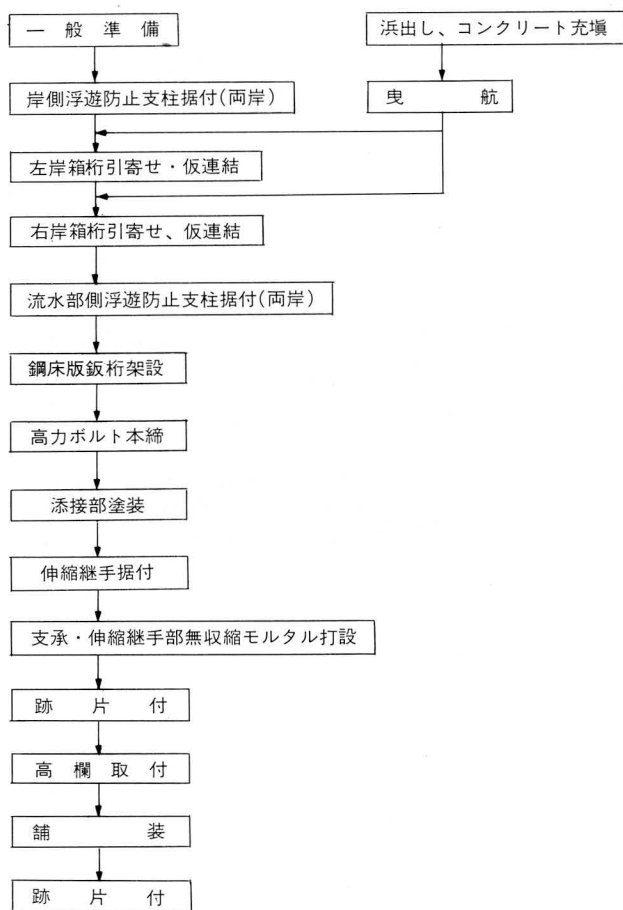 一般準備
浜出し、コンクリート充塡
岸側浮遊防止支柱据付(両岸)
曳航
左岸箱桁引寄せ・仮連結
右岸箱桁引寄せ、仮連結
流水部側浮遊防止支柱据付(両岸)
鋼床版鈑桁架設
高力ボルト本締
添接部塗装
伸縮継手据付
支承・伸縮継手部無収縮モルタル打設
跡片付
高欄取付
舗装
跡片付